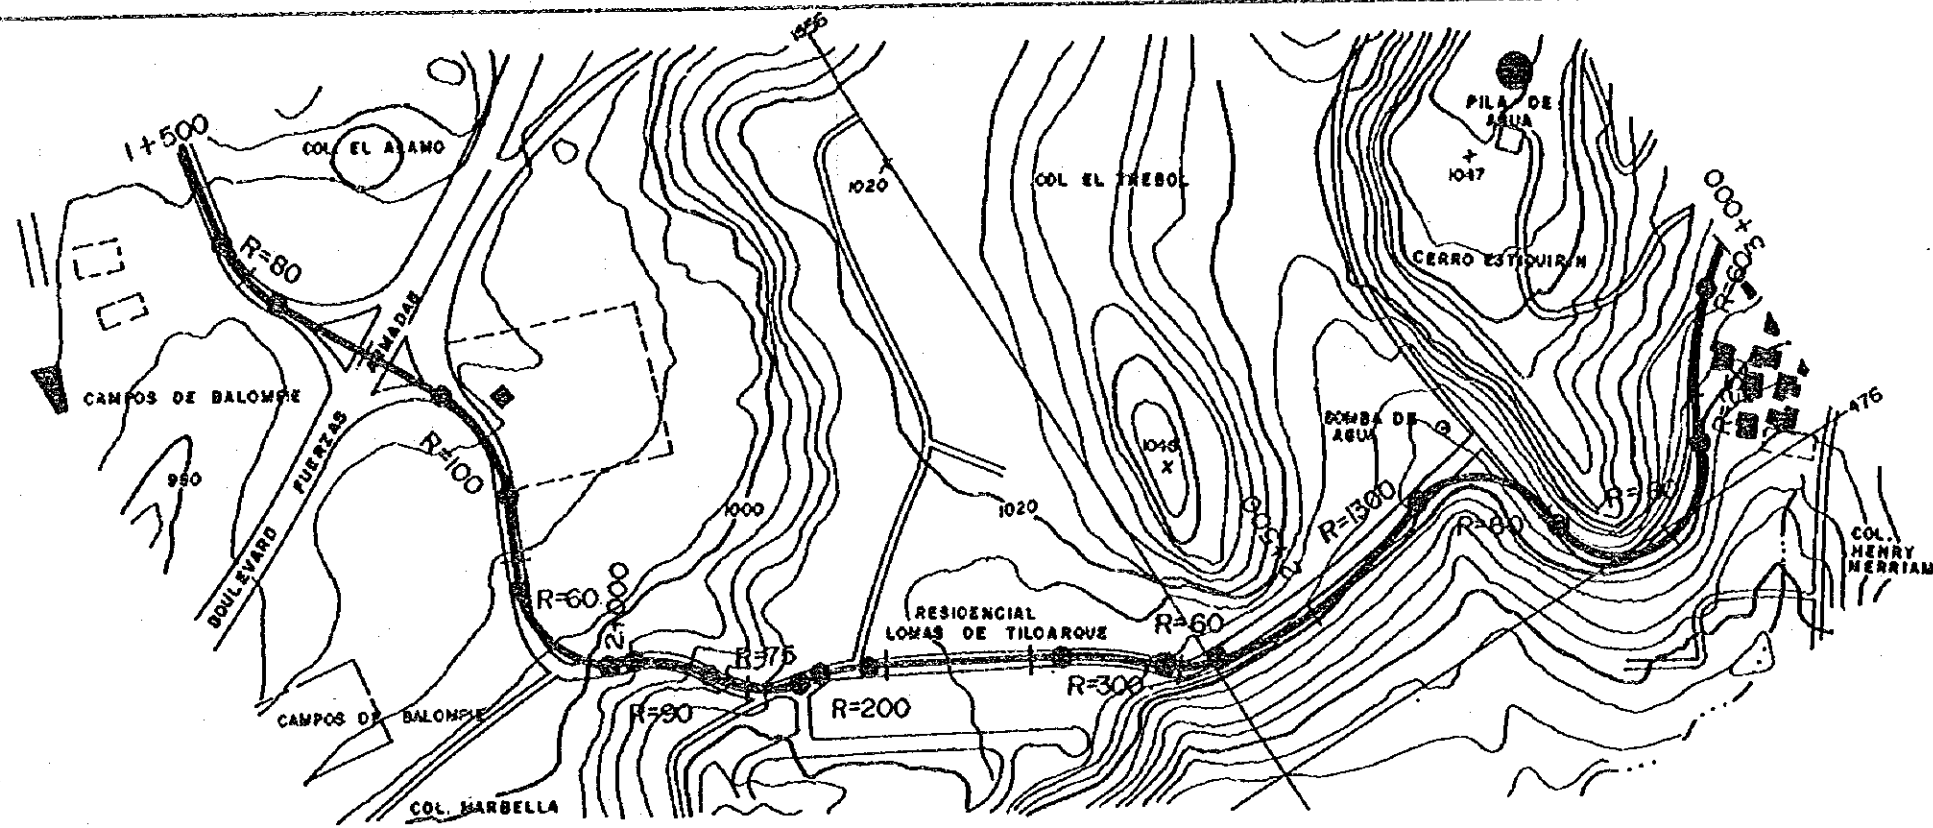 1+500
COL EL ALAMO
R=80
CAMPOS DE BALOMPIE
950
BOULEVARD FUERZAS ARMADAS
R=100
R=60
2+000
CAMPOS DE BALOMPIE
COL. MARBELLA
R=90
R=75
1000
1020
1020
R=200
RESIDENCIAL
LOMAS DE TILOARQUE
R=300
R=60
COL EL TREBOL
1045
R=1300
BOMBA DE
AGUA
R=60
PILA DE
AGUA
1047
CERRO ESTIQUIRIN
3+000
476
COL.
HENRY
MERRIAM